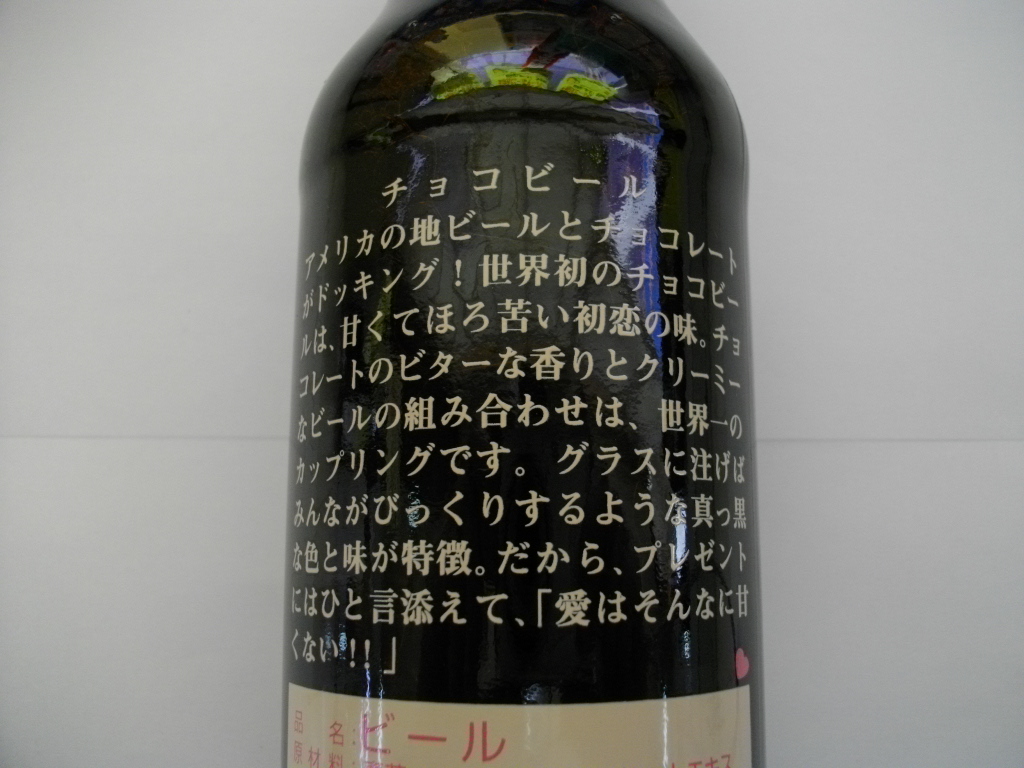 チョコビール
アメリカの地ビールとチョコレート
がドッキング！世界初のチョコビー
ルは、甘くてほろ苦い初恋の味。チョ
コレートのビターな香りとクリーミー
なビールの組み合わせは、世界一の
カップリングです。グラスに注げば
みんながびっくりするような真っ黒
な色と味が特徴。だから、プレゼント
にはひと言添えて、「愛はそんなに甘
くない！！」
品名：ビール
原材料：